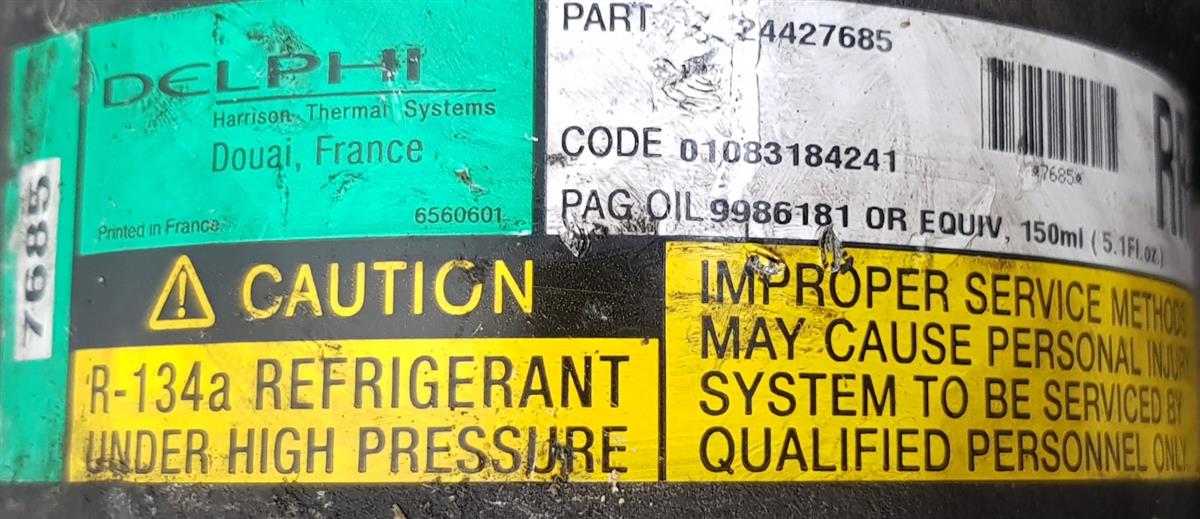 7685
DELPHI
Harrison Thermal Systems
Douai, France
Printed in France
6560601
PART 24427685
CODE 01083184241
*7685*
PAG OIL 9986181 OR EQUIV, 150ml (5.1Fl.oz.)
CAUTION
R-134a REFRIGERANT
UNDER HIGH PRESSURE
IMPROPER SERVICE METHODS
MAY CAUSE PERSONAL INJURY
SYSTEM TO BE SERVICED BY
QUALIFIED PERSONNEL ONLY.